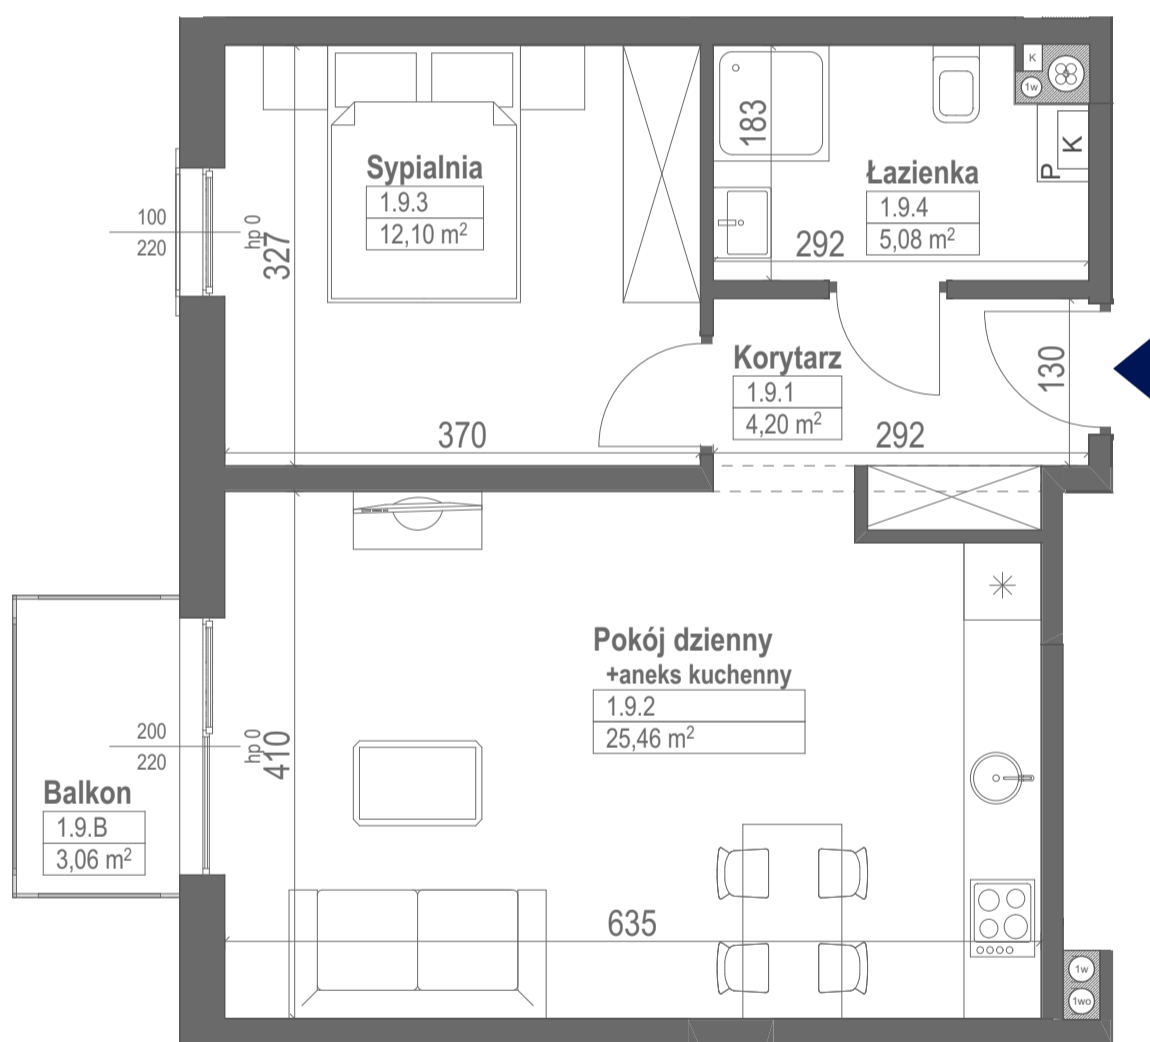 K
1w
183
Sypialnia
1.9.3
12,10 m²
Łazienka
1.9.4
5,08 m²
K
P
100
220
hp 0
327
292
Korytarz
1.9.1
4,20 m²
130
370
292
Pokój dzienny
+aneks kuchenny
1.9.2
25,46 m²
200
220
hp 0
410
Balkon
1.9.B
3,06 m²
635
1w
1wo